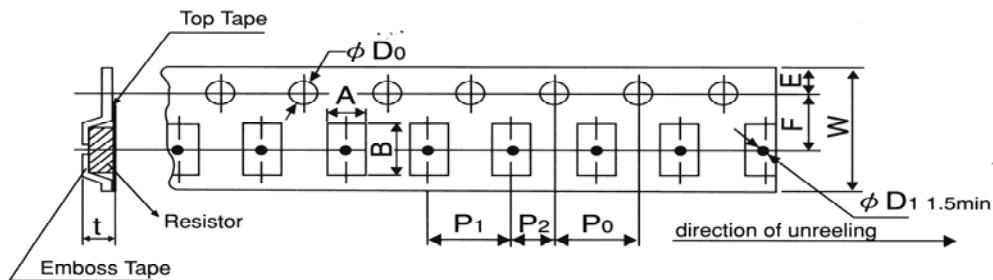 Top Tape
φ D0
A
B
E
F
W
t
Resistor
P1
P2
P0
φ D1 1.5min
direction of unreeling
Emboss Tape